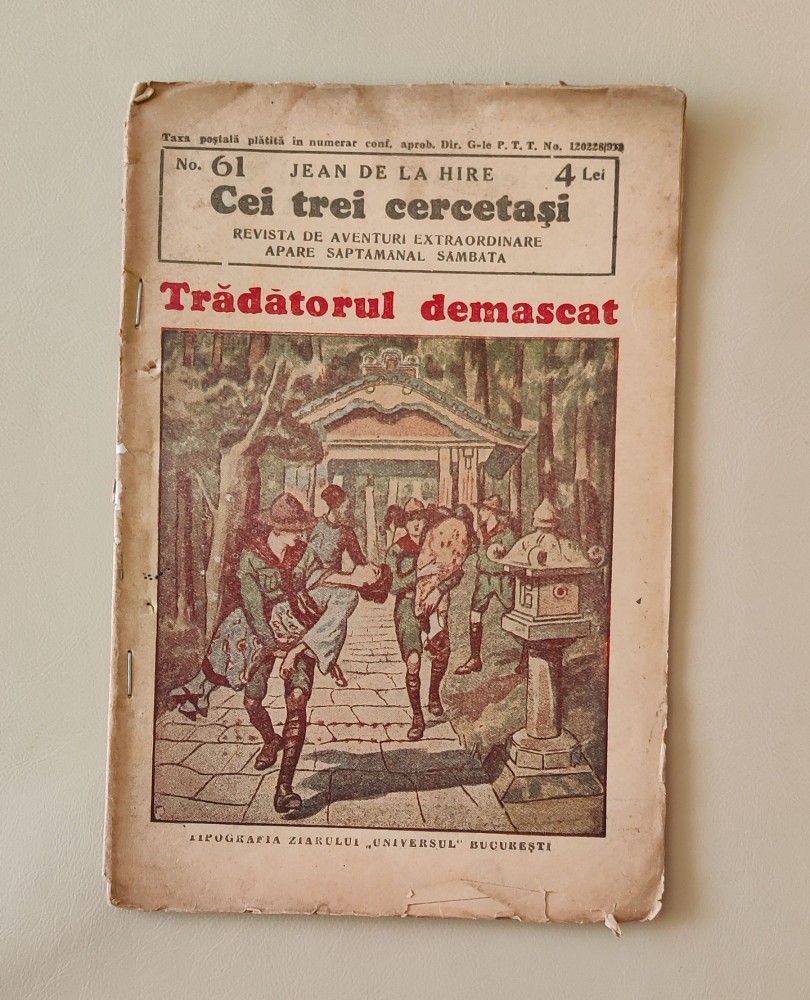 Taxa poştală plătită in numerar conf. aprob. Dir. G-le P. T. T. No. 120228/938
No. 61 JEAN DE LA HIRE 4 Lei
Cei trei cercetaşi
REVISTA DE AVENTURI EXTRAORDINARE
APARE SAPTAMANAL SAMBATA
Trădătorul demascat
TIPOGRAFIA ZIARULUI „UNIVERSUL" BUCUREŞTI